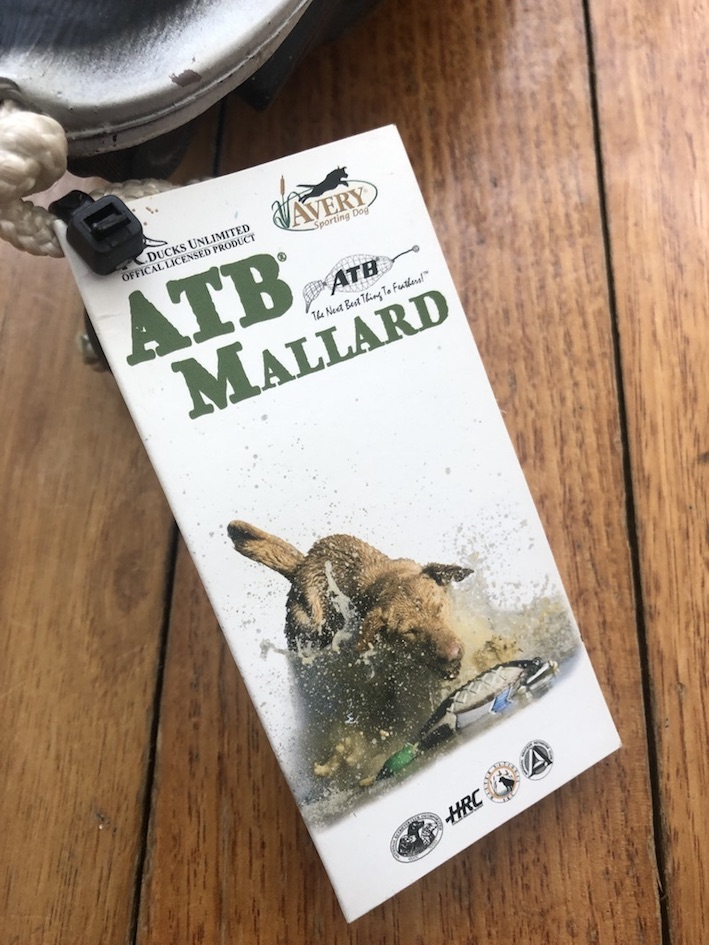 AVERY®
Sporting Dog
DUCKS UNLIMITED
OFFICAL LICENSED PRODUCT
ATB®
ATB
The Next Best Thing To Feathers!™
MALLARD
HRC